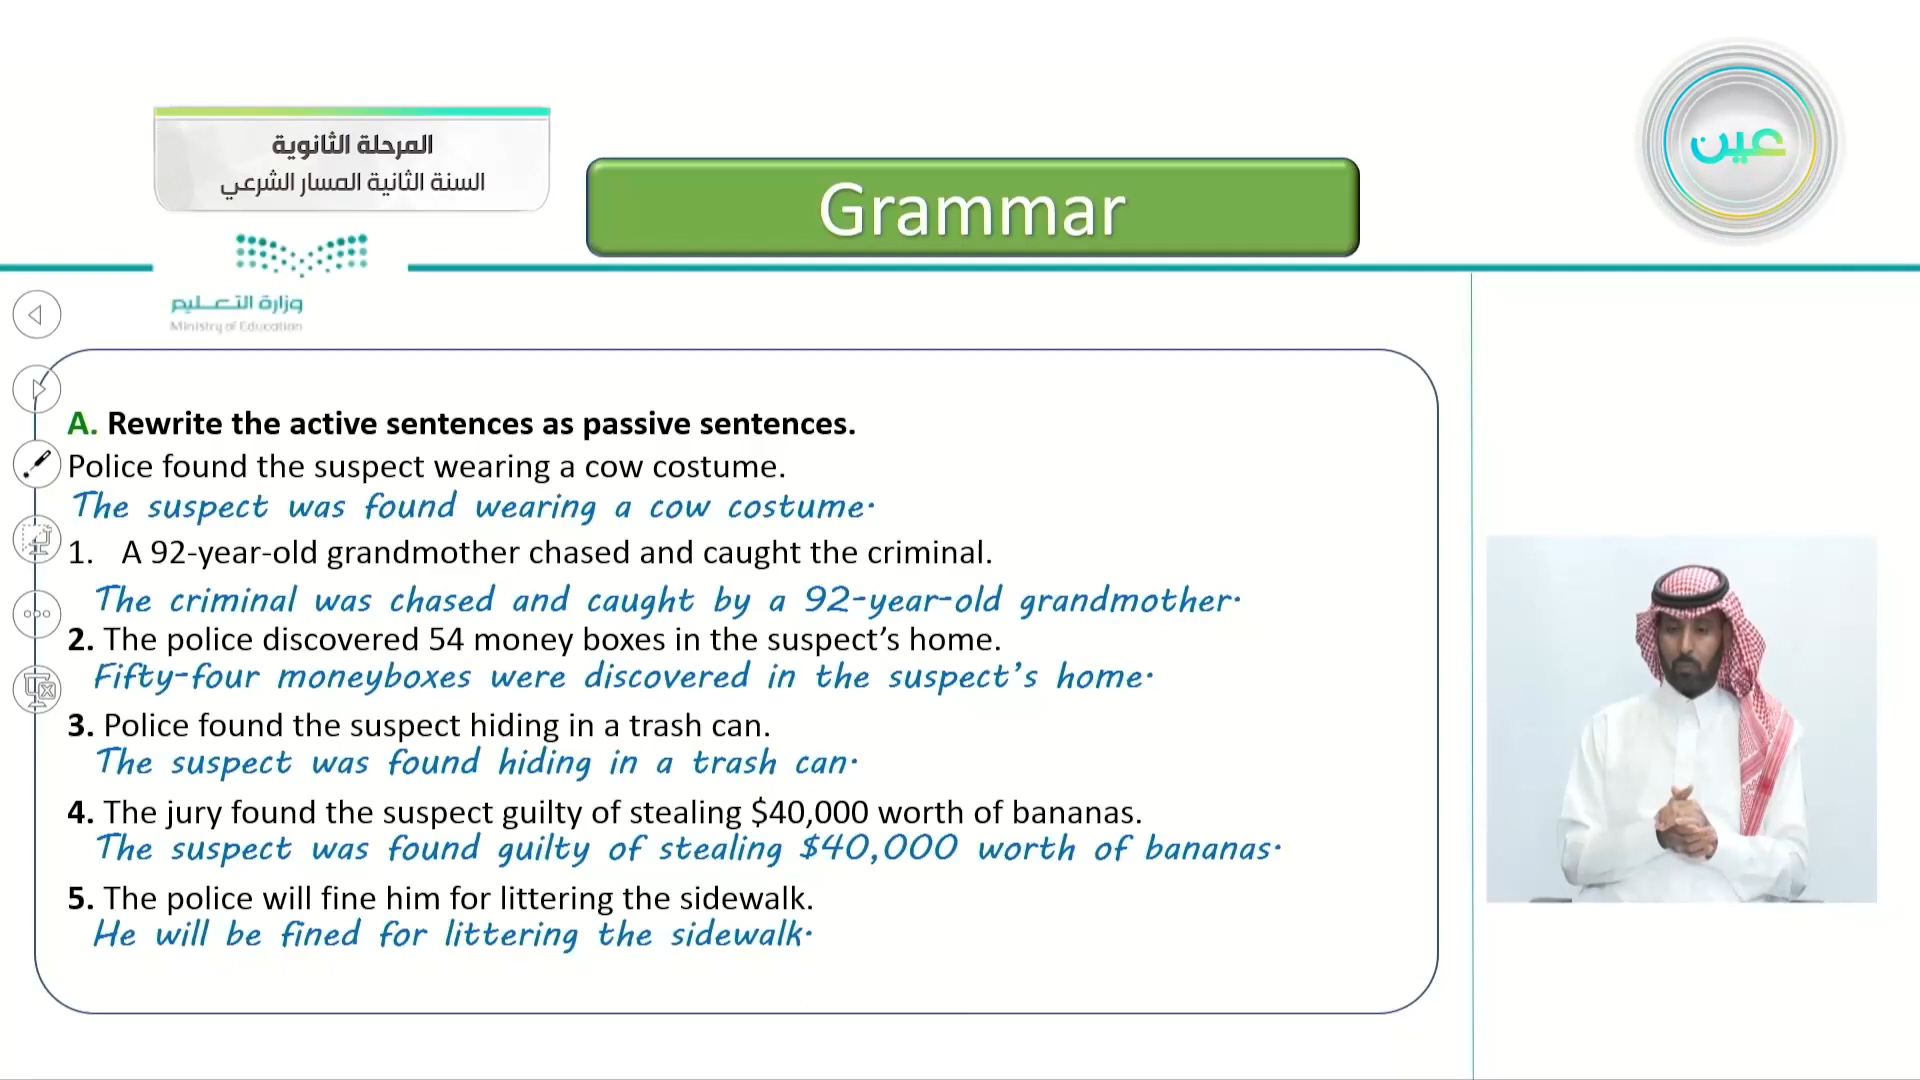 المرحلة الثانوية
السنة الثانية المسار الشرعي
Grammar
عين
وزارة التعليم
Ministry of Education
A. Rewrite the active sentences as passive sentences.
Police found the suspect wearing a cow costume.
The suspect was found wearing a cow costume.
1. A 92-year-old grandmother chased and caught the criminal.
The criminal was chased and caught by a 92-year-old grandmother.
2. The police discovered 54 money boxes in the suspect's home.
Fifty-four moneyboxes were discovered in the suspect's home.
3. Police found the suspect hiding in a trash can.
The suspect was found hiding in a trash can.
4. The jury found the suspect guilty of stealing $40,000 worth of bananas.
The suspect was found guilty of stealing $40,000 worth of bananas.
5. The police will fine him for littering the sidewalk.
He will be fined for littering the sidewalk.